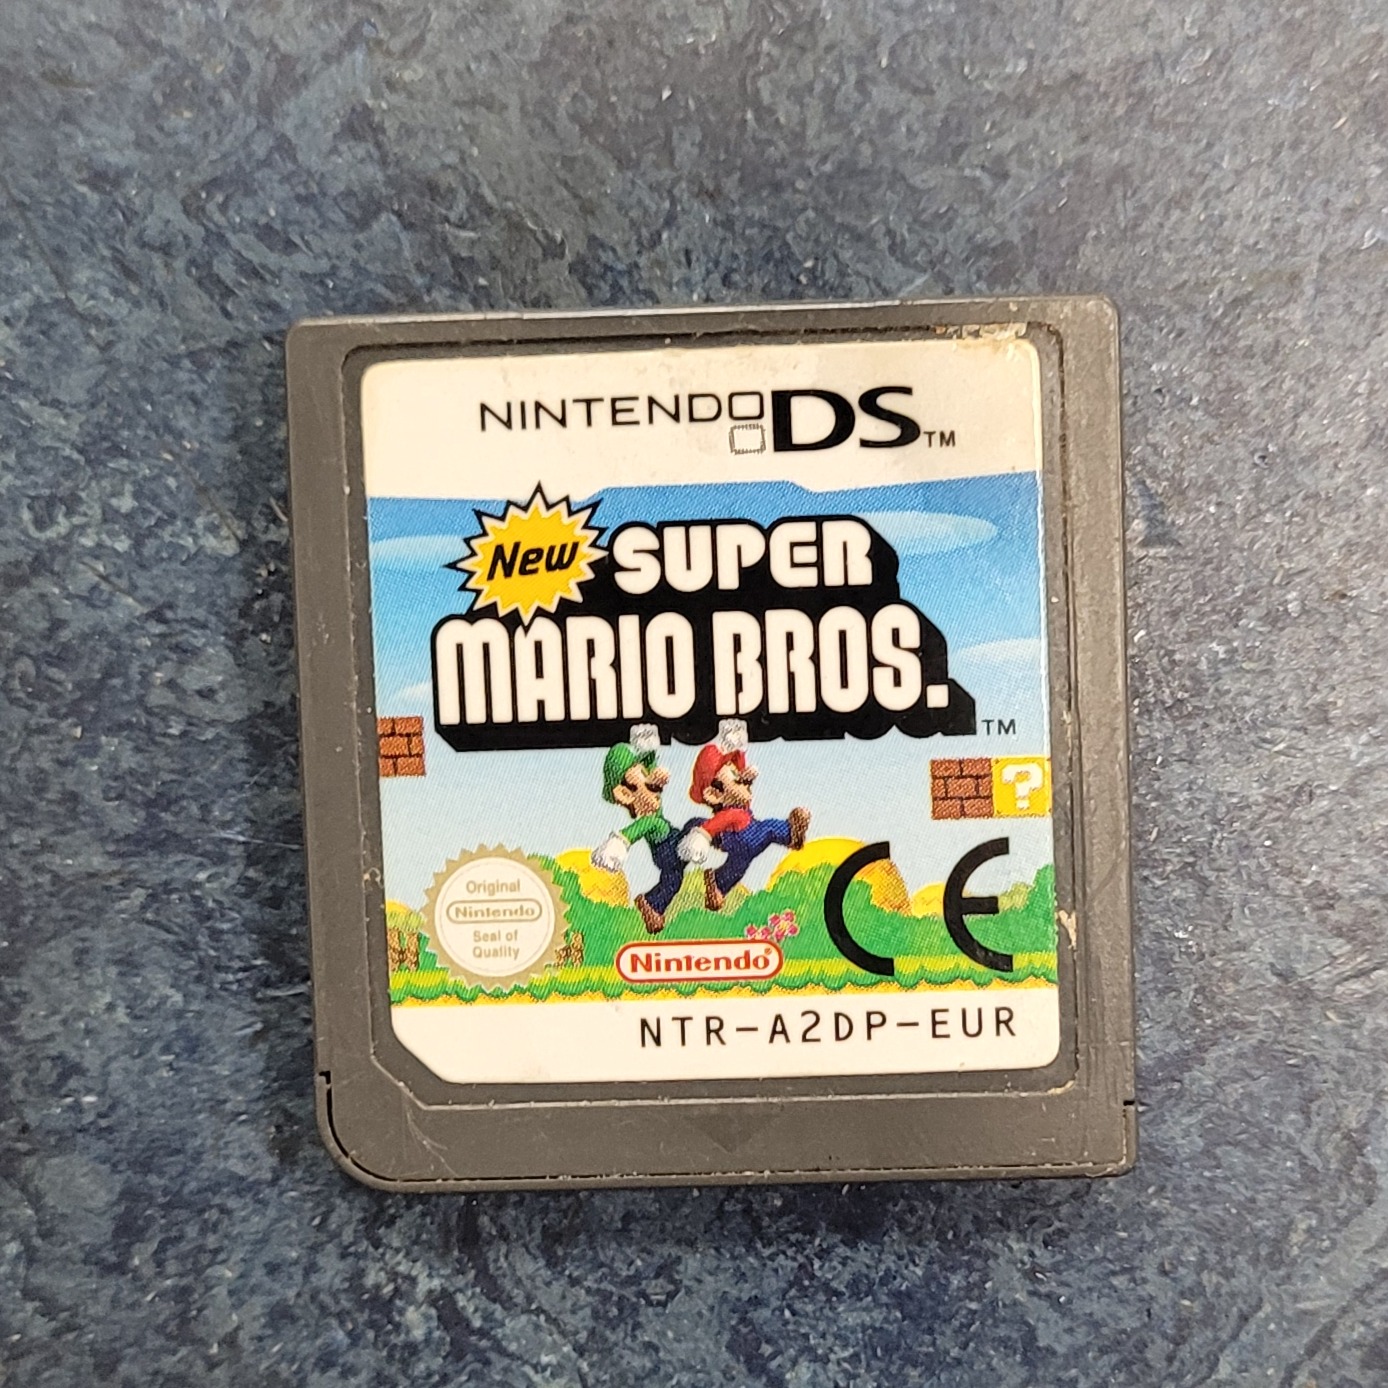 NINTENDO DS™
New SUPER
MARIO BROS.™
?
Original
Nintendo
Seal of
Quality
Nintendo®
CE
NTR-A2DP-EUR